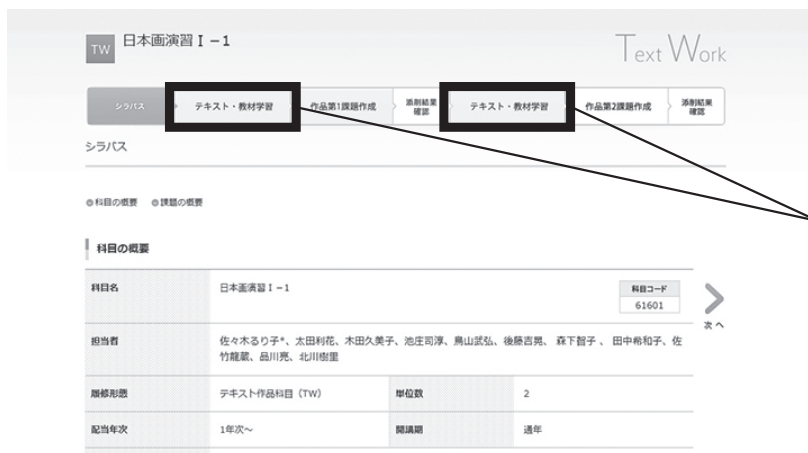 TW 日本画演習Ⅰ－1
Text Work
シラバス テキスト・教材学習 作品第1課題作成 添削結果確認 テキスト・教材学習 作品第2課題作成 添削結果確認
シラバス
科目の概要 課題の概要
科目の概要
科目名 日本画演習Ⅰ－1 科目コード
61601
次へ
担当者 佐々木るり子*、太田利花、木田久美子、池庄司淳、鳥山武弘、後藤吉晃、 森下智子 、 田中希和子、佐
竹龍蔵、品川亮、北川樹里
履修形態 テキスト作品科目（TW） 単位数 2
配当年次 1年次～ 開講期 通年